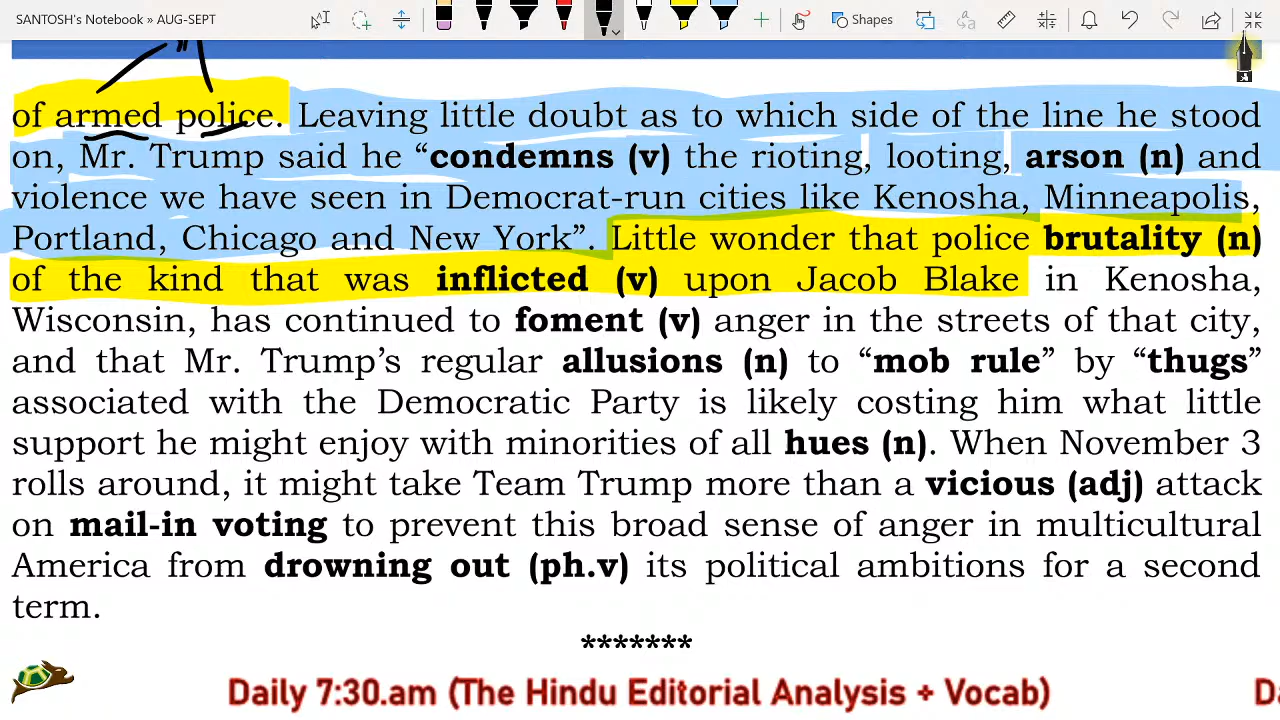 SANTOSH's Notebook » AUG-SEPT
Shapes
of armed police. Leaving little doubt as to which side of the line he stood
on, Mr. Trump said he “condemns (v) the rioting, looting, arson (n) and
violence we have seen in Democrat-run cities like Kenosha, Minneapolis,
Portland, Chicago and New York”. Little wonder that police brutality (n)
of the kind that was inflicted (v) upon Jacob Blake in Kenosha,
Wisconsin, has continued to foment (v) anger in the streets of that city,
and that Mr. Trump’s regular allusions (n) to “mob rule” by “thugs”
associated with the Democratic Party is likely costing him what little
support he might enjoy with minorities of all hues (n). When November 3
rolls around, it might take Team Trump more than a vicious (adj) attack
on mail-in voting to prevent this broad sense of anger in multicultural
America from drowning out (ph.v) its political ambitions for a second
term.
*******
Daily 7:30.am (The Hindu Editorial Analysis + Vocab) Da